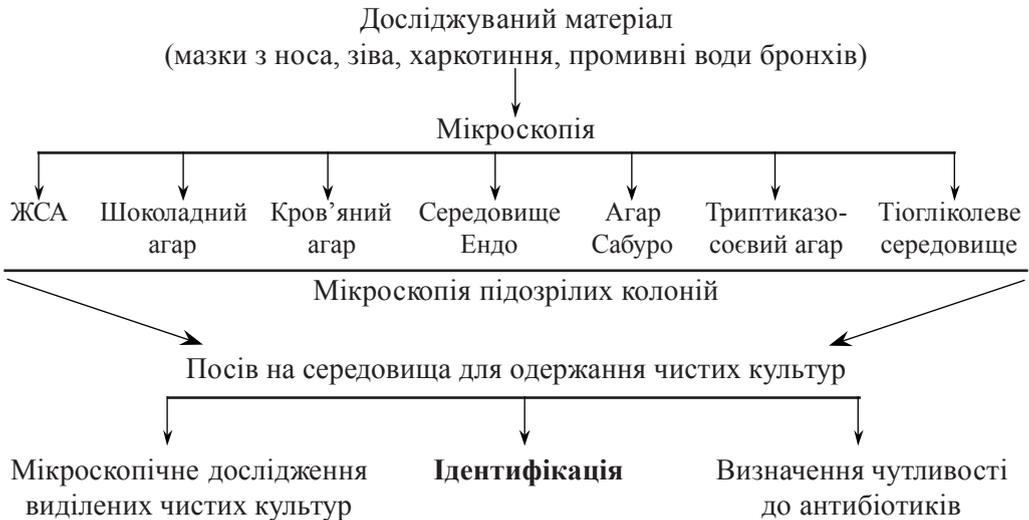 Досліджуваний матеріал
(мазки з носа, зіва, харкотиння, промивні води бронхів)
Мікроскопія
ЖСА Шоколадний Кров’яний Середовище Агар Триптиказо- Тіогліколеве
агар агар Ендо Сабуро соєвий агар середовище
Мікроскопія підозрілих колоній
Посів на середовища для одержання чистих культур
Мікроскопічне дослідження Ідентифікація Визначення чутливості
виділених чистих культур до антибіотиків